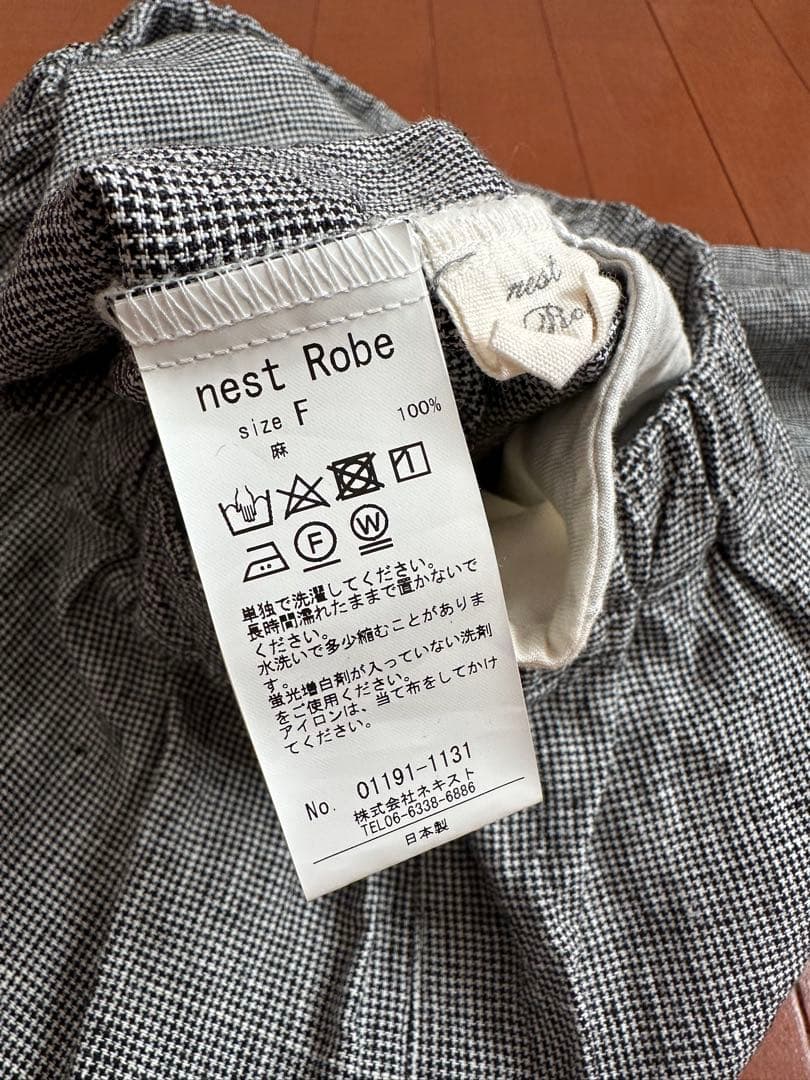 nest Robe
size F
麻 100%
F W
単独で洗濯してください。
長時間濡れたままで置かないで
ください。
水洗いで多少縮むことがありま
す。
蛍光増白剤が入っていない洗剤
をご使用ください。
アイロンは、当て布をしてかけ
てください。
No. 01191-1131
株式会社ネキスト
TEL06-6338-6886
日本製
nest